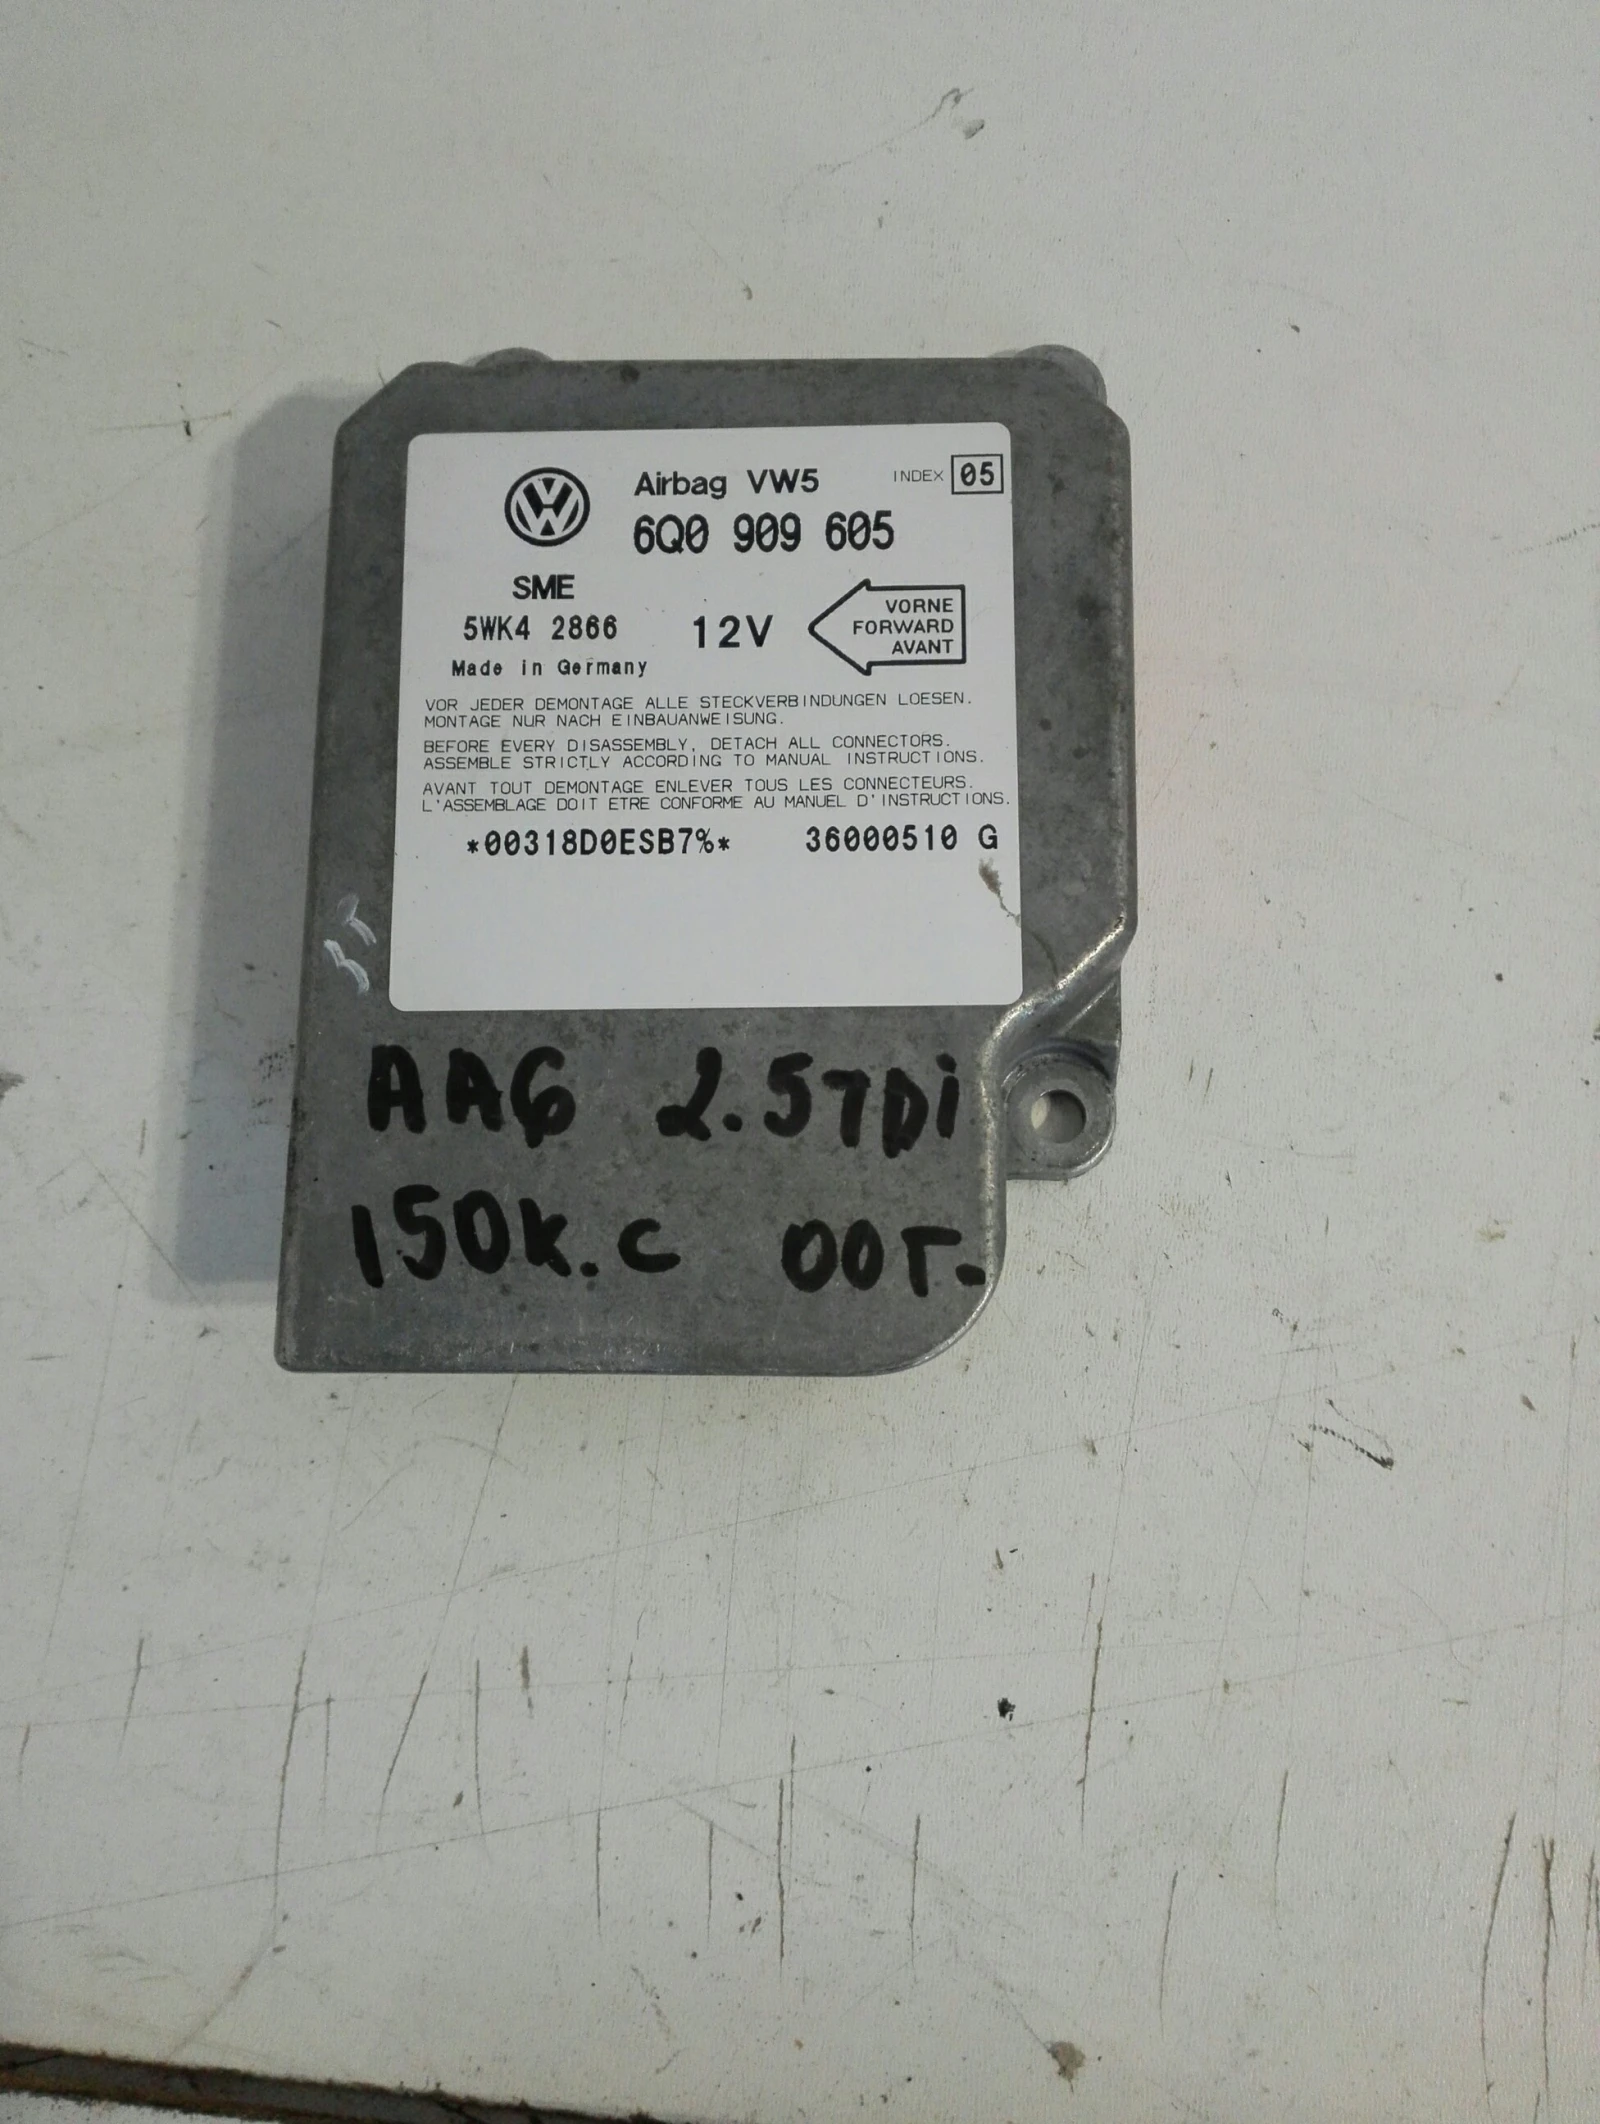 Airbag VW5 INDEX 05
6Q0 909 605
SME
5WK4 2866 12V
Made in Germany
VORNE
FORWARD
AVANT
VOR JEDER DEMONTAGE ALLE STECKVERBINDUNGEN LOESEN.
MONTAGE NUR NACH EINBAUANWEISUNG.
BEFORE EVERY DISASSEMBLY, DETACH ALL CONNECTORS.
ASSEMBLE STRICTLY ACCORDING TO MANUAL INSTRUCTIONS.
AVANT TOUT DEMONTAGE ENLEVER TOUS LES CONNECTEURS.
L'ASSEMBLAGE DOIT ETRE CONFORME AU MANUEL D'INSTRUCTIONS.
*00318D0ESB7%* 36000510 G
AA6 2.5TDi
150к.с 00г.